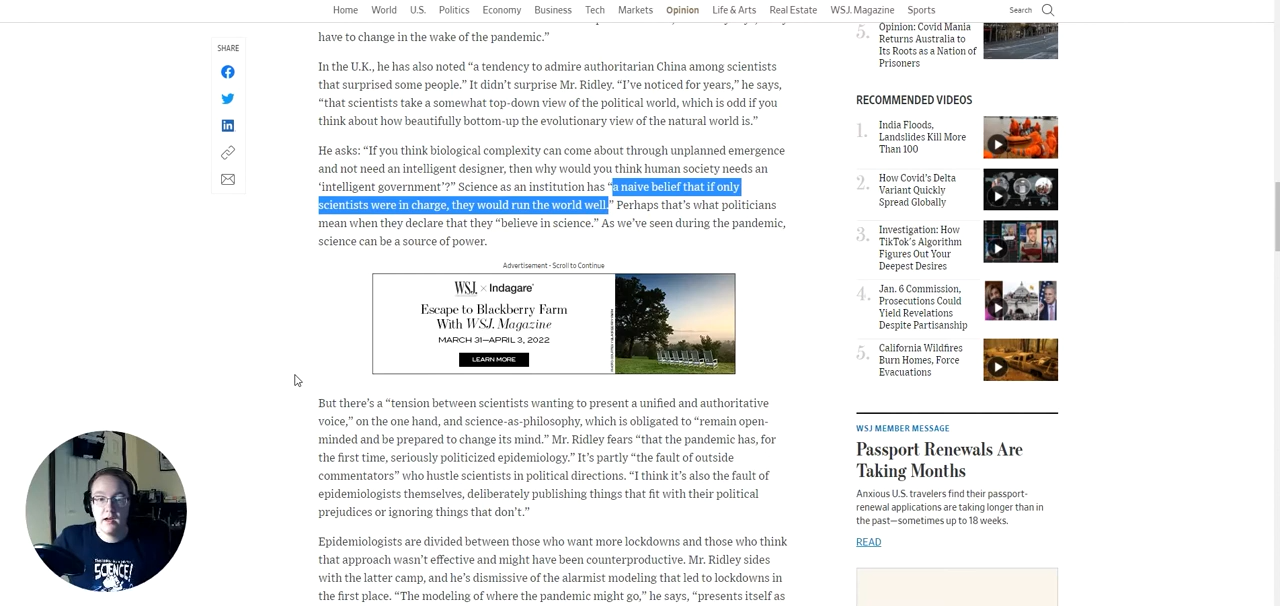 Home World U.S. Politics Economy Business Tech Markets Opinion Life & Arts Real Estate WSJ. Magazine Sports Search
SHARE
have to change in the wake of the pandemic.”
In the U.K., he has also noted “a tendency to admire authoritarian China among scientists
that surprised some people.” It didn’t surprise Mr. Ridley. “I’ve noticed for years,” he says,
“that scientists take a somewhat top-down view of the political world, which is odd if you
think about how beautifully bottom-up the evolutionary view of the natural world is.”
He asks: “If you think biological complexity can come about through unplanned emergence
and not need an intelligent designer, then why would you think human society needs an
‘intelligent government’?” Science as an institution has “a naive belief that if only
scientists were in charge, they would run the world well.” Perhaps that’s what politicians
mean when they declare that they “believe in science.” As we’ve seen during the pandemic,
science can be a source of power.
Advertisement - Scroll to Continue
WSJ × Indagare®
Escape to Blackberry Farm
With WSJ. Magazine
MARCH 31—APRIL 3, 2022
LEARN MORE
But there’s a “tension between scientists wanting to present a unified and authoritative
voice,” on the one hand, and science-as-philosophy, which is obligated to “remain open-
minded and be prepared to change its mind.” Mr. Ridley fears “that the pandemic has, for
the first time, seriously politicized epidemiology.” It’s partly “the fault of outside
commentators” who hustle scientists in political directions. “I think it’s also the fault of
epidemiologists themselves, deliberately publishing things that fit with their political
prejudices or ignoring things that don’t.”
Epidemiologists are divided between those who want more lockdowns and those who think
that approach wasn’t effective and might have been counterproductive. Mr. Ridley sides
with the latter camp, and he’s dismissive of the alarmist modeling that led to lockdowns in
the first place. “The modeling of where the pandemic might go,” he says, “presents itself as
5. Opinion: Covid Mania
Returns Australia to
Its Roots as a Nation of
Prisoners
RECOMMENDED VIDEOS
1. India Floods,
Landslides Kill More
Than 100
2. How Covid’s Delta
Variant Quickly
Spread Globally
3. Investigation: How
TikTok’s Algorithm
Figures Out Your
Deepest Desires
4. Jan. 6 Commission,
Prosecutions Could
Yield Revelations
Despite Partisanship
5. California Wildfires
Burn Homes, Force
Evacuations
WSJ MEMBER MESSAGE
Passport Renewals Are
Taking Months
Anxious U.S. travelers find their passport-
renewal applications are taking longer than in
the past—sometimes up to 18 weeks.
READ
SCIENCE!